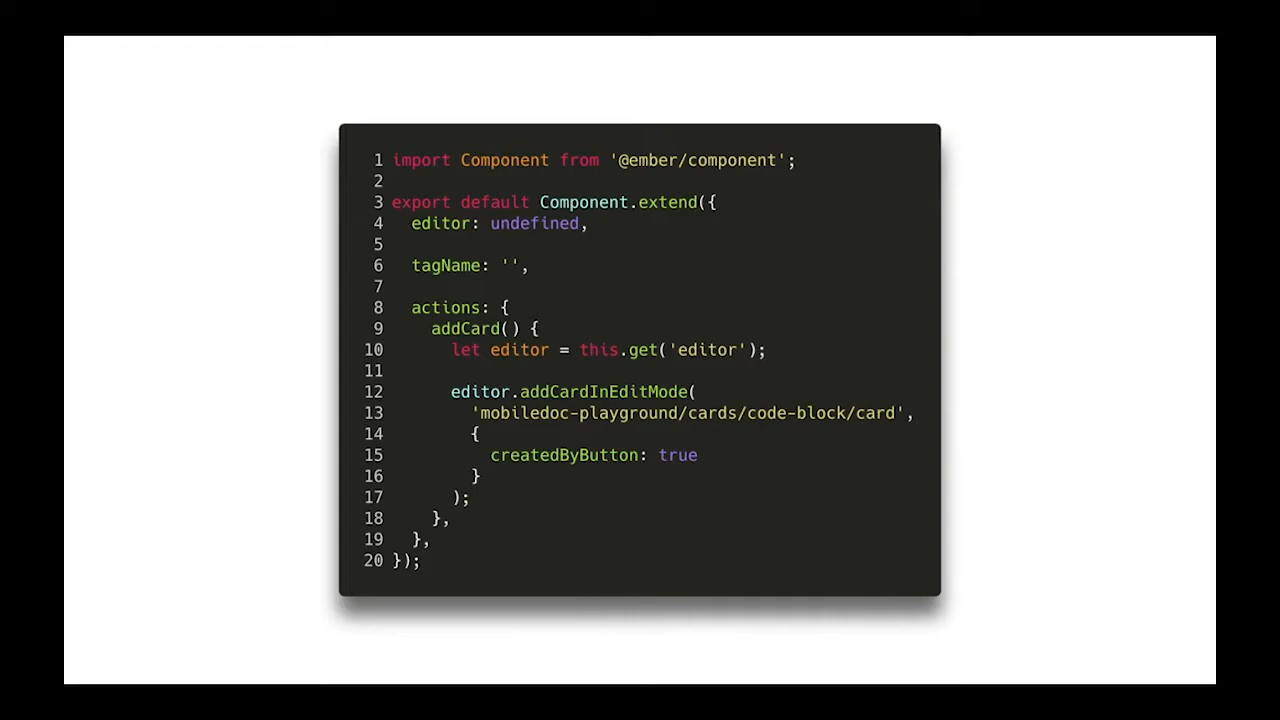 1 import Component from '@ember/component';
2
3 export default Component.extend({
4   editor: undefined,
5
6   tagName: '',
7
8   actions: {
9     addCard() {
10       let editor = this.get('editor');
11
12       editor.addCardInEditMode(
13         'mobiledoc-playground/cards/code-block/card',
14         {
15           createdByButton: true
16         }
17       );
18     },
19   },
20 });